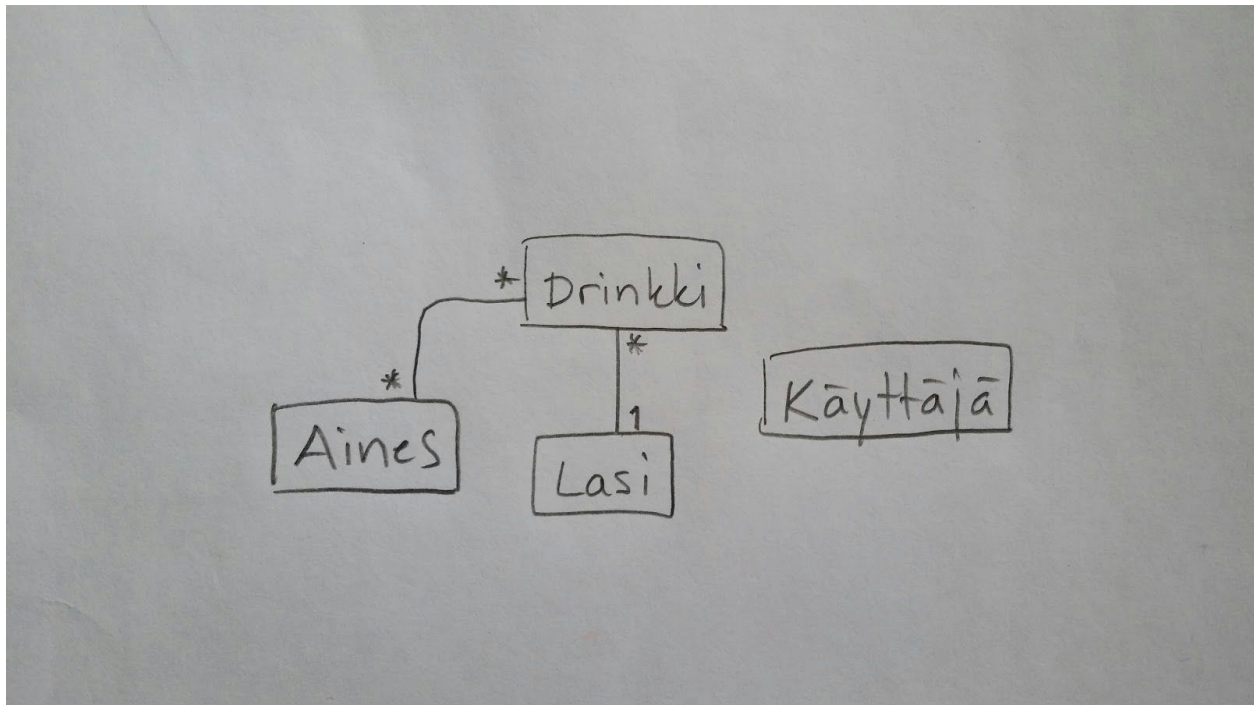 * Drinkki
*
* Käyttäjä
1
Aines
Lasi